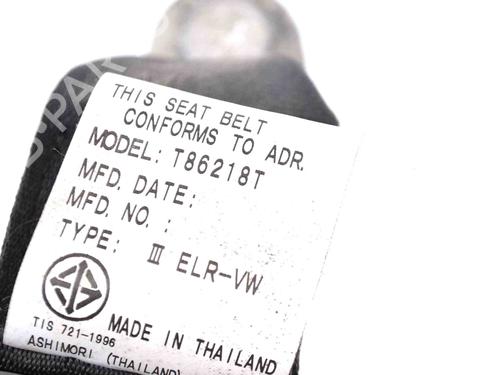 THIS SEAT BELT
CONFORMS TO ADR.
MODEL: T86218T
MFD. DATE:
MFD. NO. :
TYPE: III ELR-VW
TIS 721-1996
MADE IN THAILAND
ASHIMORI (THAILAND)